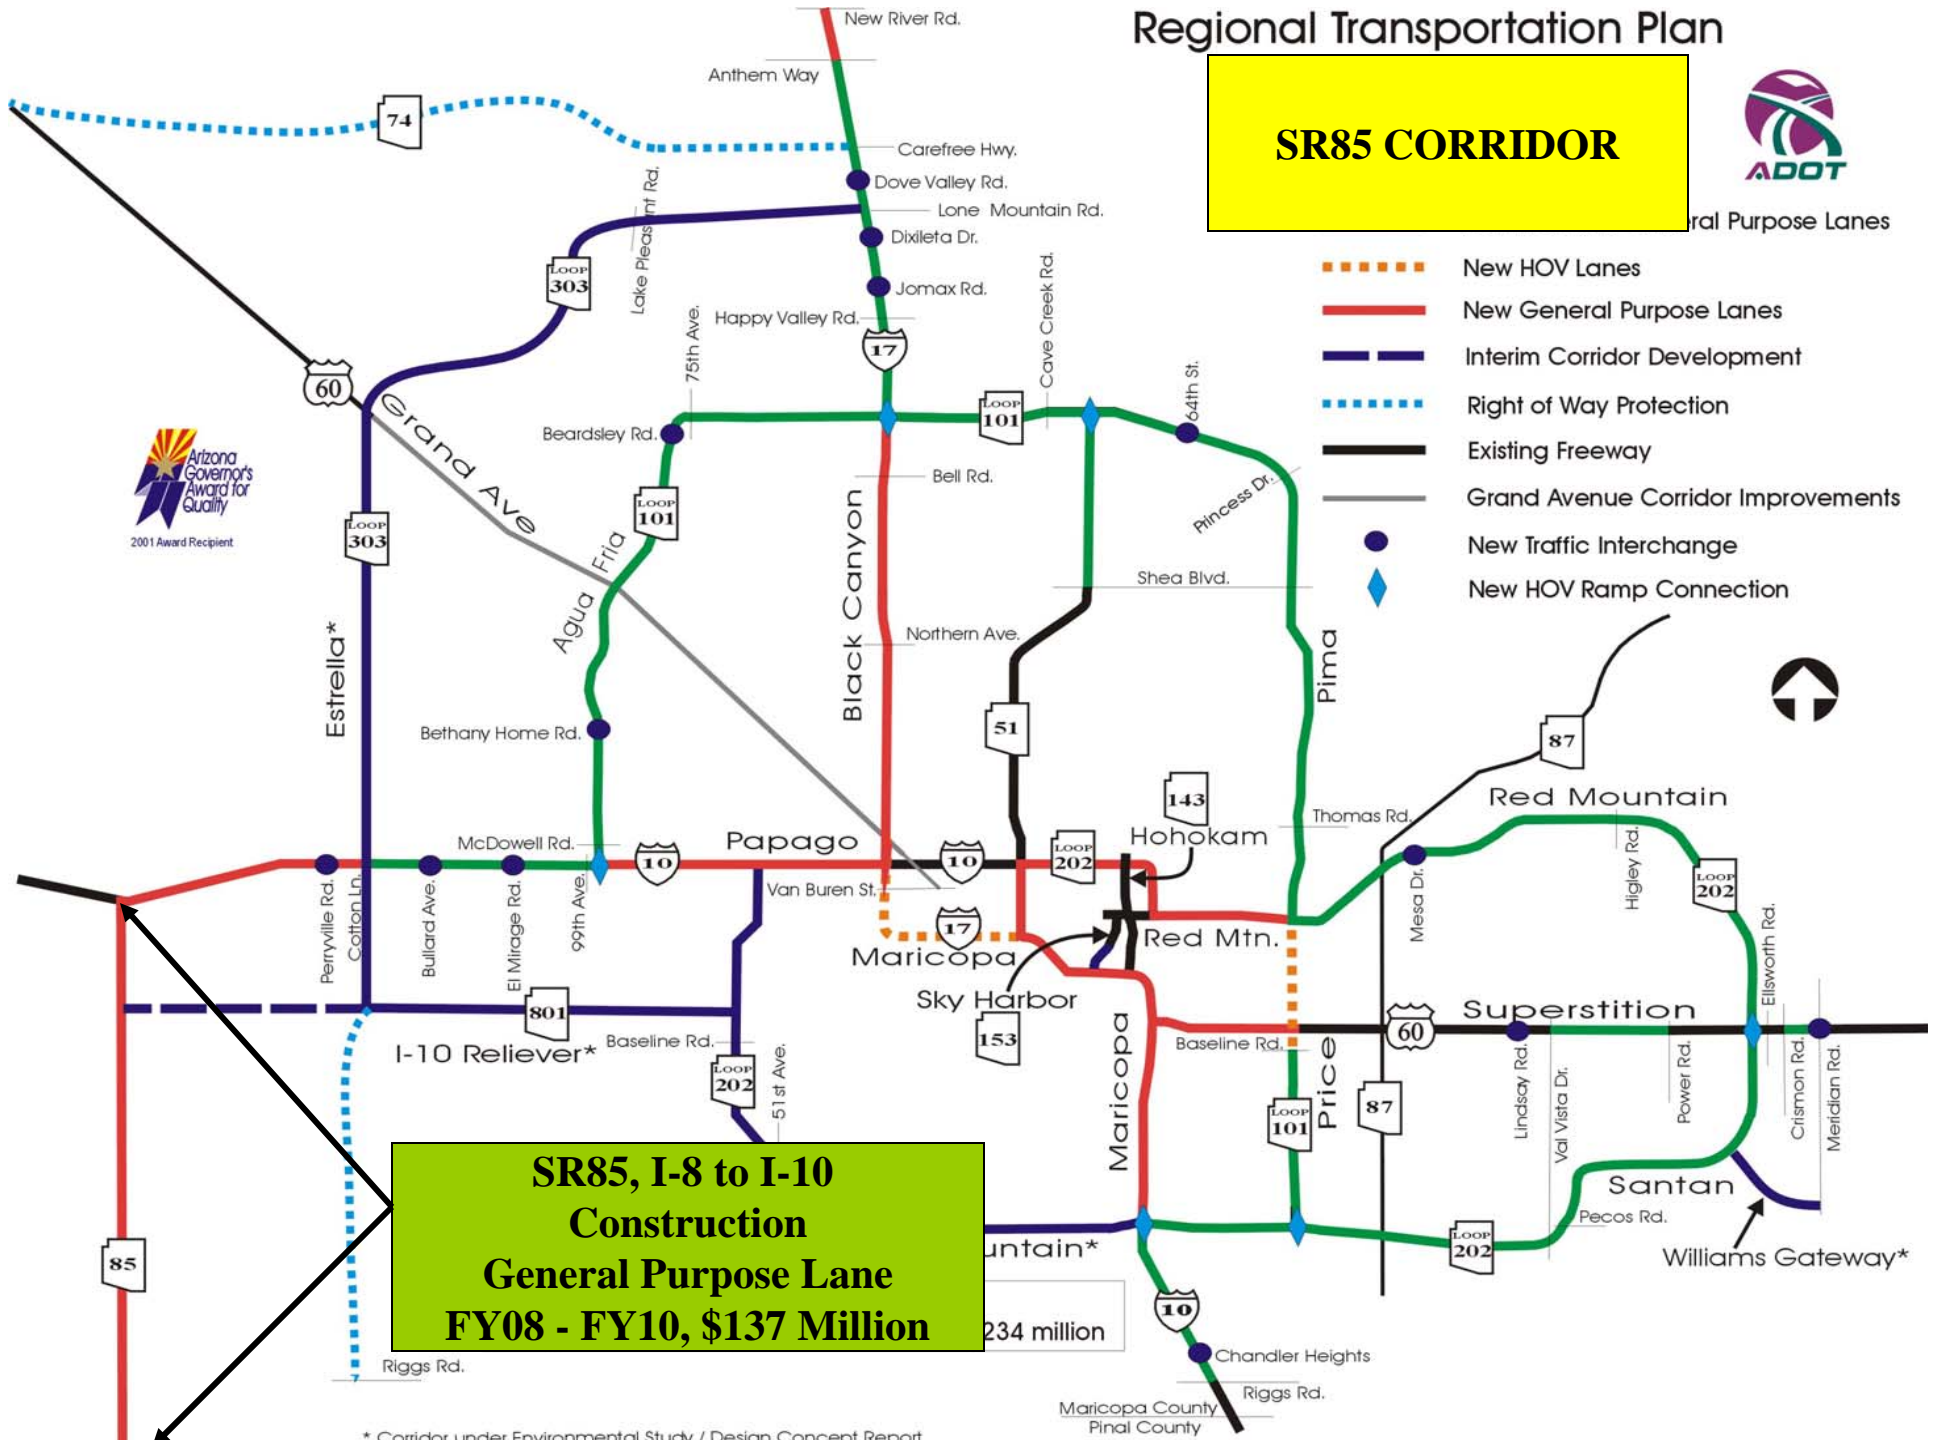 Regional Transportation Plan
SR85 CORRIDOR
ADOT
ral Purpose Lanes
New HOV Lanes
New General Purpose Lanes
Interim Corridor Development
Right of Way Protection
Existing Freeway
Grand Avenue Corridor Improvements
New Traffic Interchange
New HOV Ramp Connection
New River Rd.
Anthem Way
74
Carefree Hwy.
Dove Valley Rd.
Lone Mountain Rd.
Dixileta Dr.
Jomax Rd.
Happy Valley Rd.
17
Lake Pleasant Rd.
LOOP
303
60
Grand Ave
75th Ave.
Beardsley Rd.
LOOP
101
Cave Creek Rd.
64th St.
Princess Dr.
Bell Rd.
LOOP
101
Agua Fria
Black Canyon
Shea Blvd.
Northern Ave.
Pima
51
Arizona
Governor's
Award for
Quality
2001 Award Recipient
LOOP
303
Estrella*
Bethany Home Rd.
McDowell Rd.
Papago
10
10
Van Buren St.
LOOP
202
143
Hohokam
Thomas Rd.
87
Red Mountain
Higley Rd.
LOOP
202
Mesa Dr.
Perryville Rd.
Cotton Ln.
Bullard Ave.
El Mirage Rd.
99th Ave.
17
Maricopa
Red Mtn.
Sky Harbor
153
Ellsworth Rd.
Superstition
60
801
I-10 Reliever*
Baseline Rd.
LOOP
202
51st Ave.
Maricopa
Baseline Rd.
Price
LOOP
101
87
Lindsay Rd.
Val Vista Dr.
Power Rd.
Crismon Rd.
Meridian Rd.
SR85, I-8 to I-10
Construction
General Purpose Lane
FY08 - FY10, $137 Million
untain*
234 million
85
Riggs Rd.
Santan
Pecos Rd.
LOOP
202
Williams Gateway*
10
Chandler Heights
Riggs Rd.
Maricopa County
Pinal County
* Corridor under Environmental Study / Design Concept Report